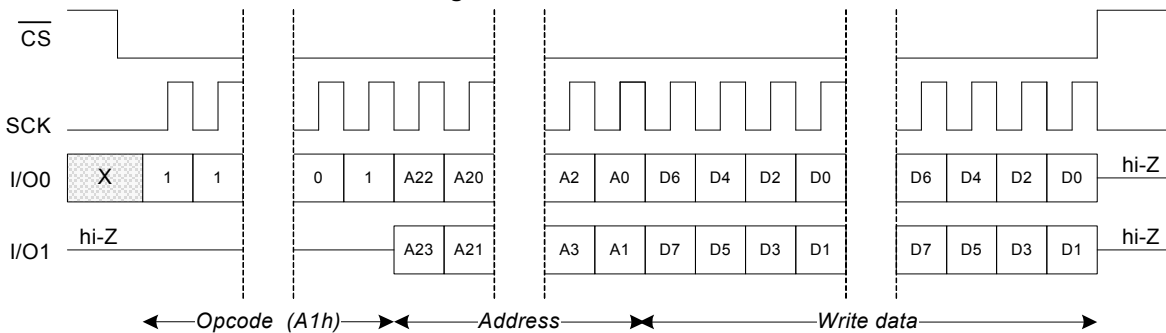 CS
SCK
I/O0 X 1 1 0 1 A22 A20 A2 A0 D6 D4 D2 D0 D6 D4 D2 D0 hi-Z
I/O1 hi-Z A23 A21 A3 A1 D7 D5 D3 D1 D7 D5 D3 D1 hi-Z
Opcode (A1h) Address Write data